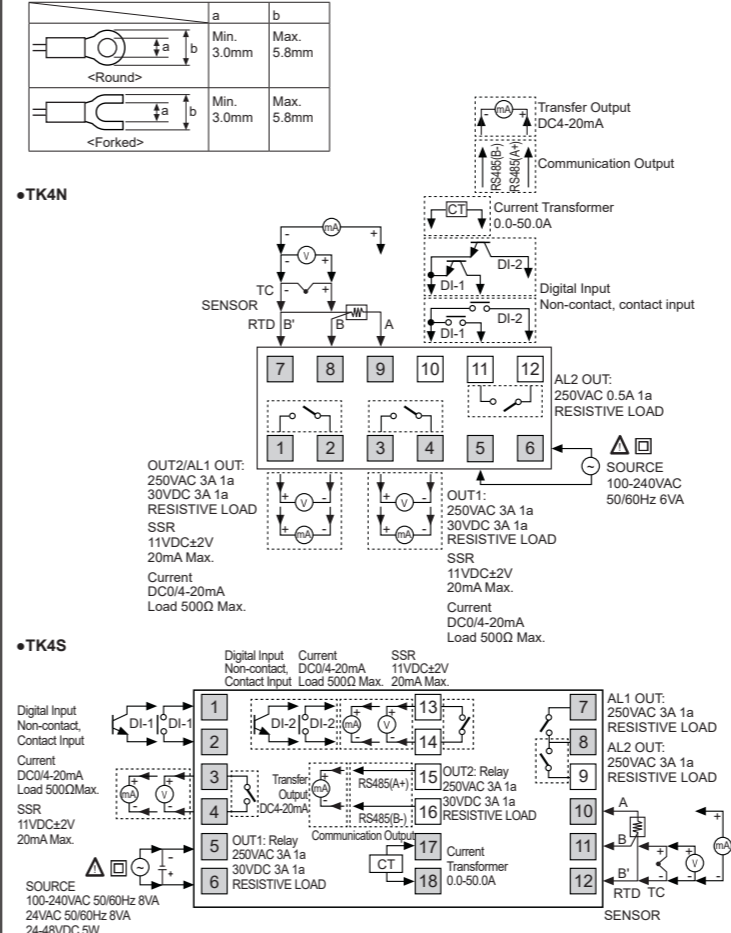 a b
a b Min. 3.0mm Max. 5.8mm
<Round>
a b Min. 3.0mm Max. 5.8mm
<Forked>
●TK4N
- mA +
Transfer Output
DC4-20mA
RS485(B-) RS485(A+)
Communication Output
CT
Current Transformer
0.0-50.0A
DI-2
DI-1
Digital Input
Non-contact, contact input
DI-2
DI-1
- mA +
- V +
TC - +
SENSOR
RTD B' B A
7 8 9 10 11 12
AL2 OUT:
250VAC 0.5A 1a
RESISTIVE LOAD
1 2 3 4 5 6
SOURCE
100-240VAC
50/60Hz 6VA
OUT2/AL1 OUT:
250VAC 3A 1a
30VDC 3A 1a
RESISTIVE LOAD
SSR
11VDC±2V
20mA Max.
Current
DC0/4-20mA
Load 500Ω Max.
+ V -
+ mA -
+ V -
+ mA -
OUT1:
250VAC 3A 1a
30VDC 3A 1a
RESISTIVE LOAD
SSR
11VDC±2V
20mA Max.
Current
DC0/4-20mA
Load 500Ω Max.
●TK4S
Digital Input
Non-contact,
Contact Input
Current
DC0/4-20mA
Load 500Ω Max.
SSR
11VDC±2V
20mA Max.
Digital Input
Non-contact,
Contact Input
DI-1 DI-1
1
2
DI-2 DI-2
+ mA - + V -
13
14
7
8
9
AL1 OUT:
250VAC 3A 1a
RESISTIVE LOAD
AL2 OUT:
250VAC 3A 1a
RESISTIVE LOAD
Current
DC0/4-20mA
Load 500ΩMax.
SSR
11VDC±2V
20mA Max.
+ mA - + V -
3
4
Transfer
Output
DC4-20mA
+ mA -
RS485(A+)
RS485(B-)
Communication Output
15
16
OUT2: Relay
250VAC 3A 1a
30VDC 3A 1a
RESISTIVE LOAD
10
11
12
A
B
B'
+ - + V - + mA -
RTD TC
SENSOR
5
6
- +
OUT1: Relay
250VAC 3A 1a
30VDC 3A 1a
RESISTIVE LOAD
CT
17
18
Current
Transformer
0.0-50.0A
SOURCE
100-240VAC 50/60Hz 8VA
24VAC 50/60Hz 8VA
24-48VDC 5W